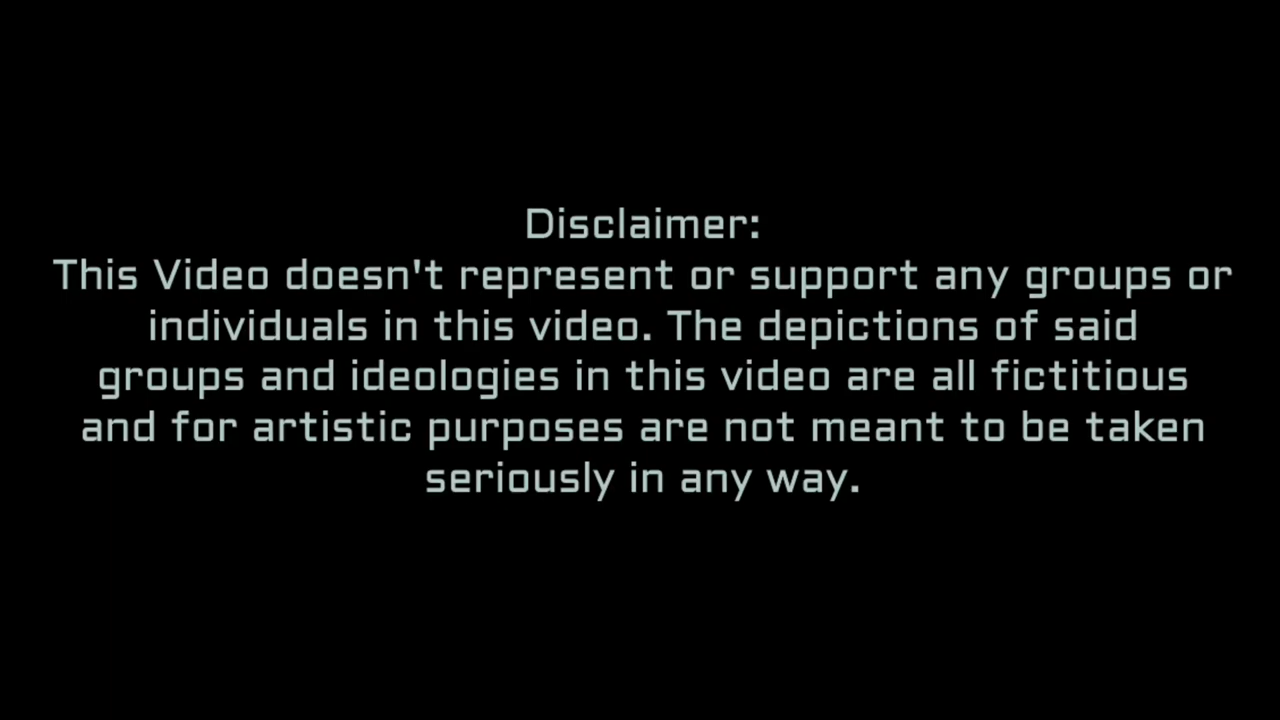 Disclaimer:
This Video doesn't represent or support any groups or
individuals in this video. The depictions of said
groups and ideologies in this video are all fictitious
and for artistic purposes are not meant to be taken
seriously in any way.